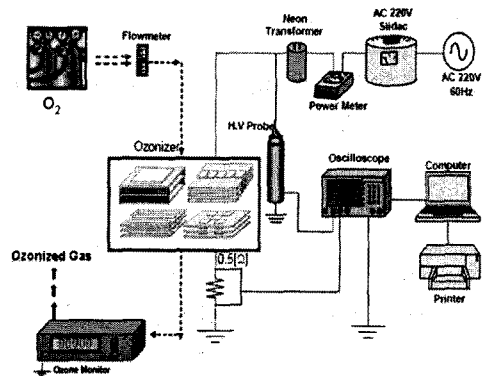 Neon
Transformer
AC 220V
Slidac
Flowmeter
O2
Power Meter
AC 220V
60Hz
H.V Probe
Ozonizer
Oscilloscope
Computer
Ozonized Gas
0.5[Ω]
Printer
Ozone Monitor